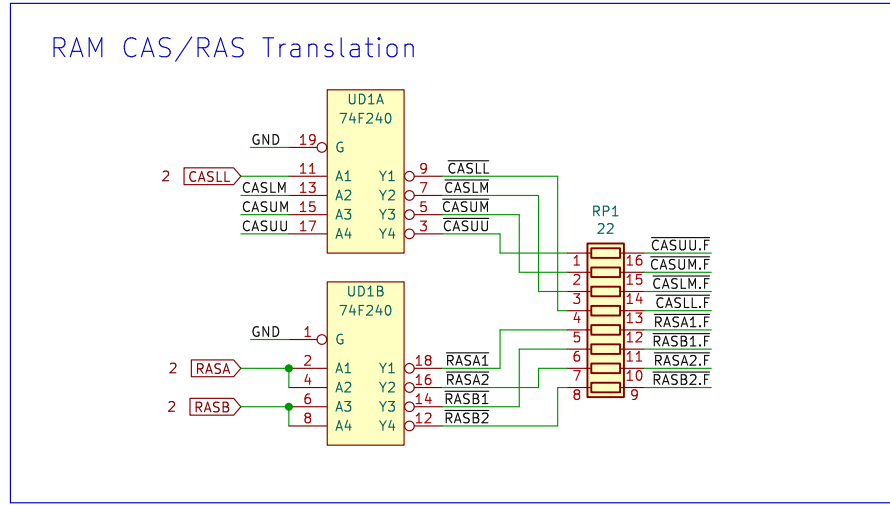 RAM CAS/RAS Translation
UD1A
74F240
GND 19 G
2 CASLL 11 A1 Y1 9 CASLL
CASLM 13 A2 Y2 7 CASLM
CASUM 15 A3 Y3 5 CASUM
CASUU 17 A4 Y4 3 CASUU
RP1
22
1 16 CASUU.F
2 15 CASUM.F
3 14 CASLM.F
4 13 CASLL.F
5 12 RASA1.F
6 11 RASB1.F
7 10 RASA2.F
8 9 RASB2.F
UD1B
74F240
GND 1 G
2 RASA 2 A1 Y1 18 RASA1
4 A2 Y2 16 RASA2
2 RASB 6 A3 Y3 14 RASB1
8 A4 Y4 12 RASB2